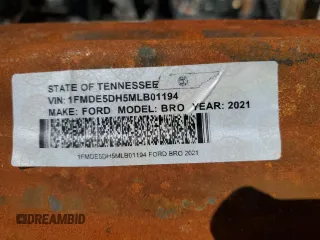 STATE OF TENNESSEE
VIN: 1FMDE5DH5MLB01194
MAKE: FORD MODEL: BRO YEAR: 2021
1FMDE5DH5MLB01194 FORD BRO 2021
DREAMBID